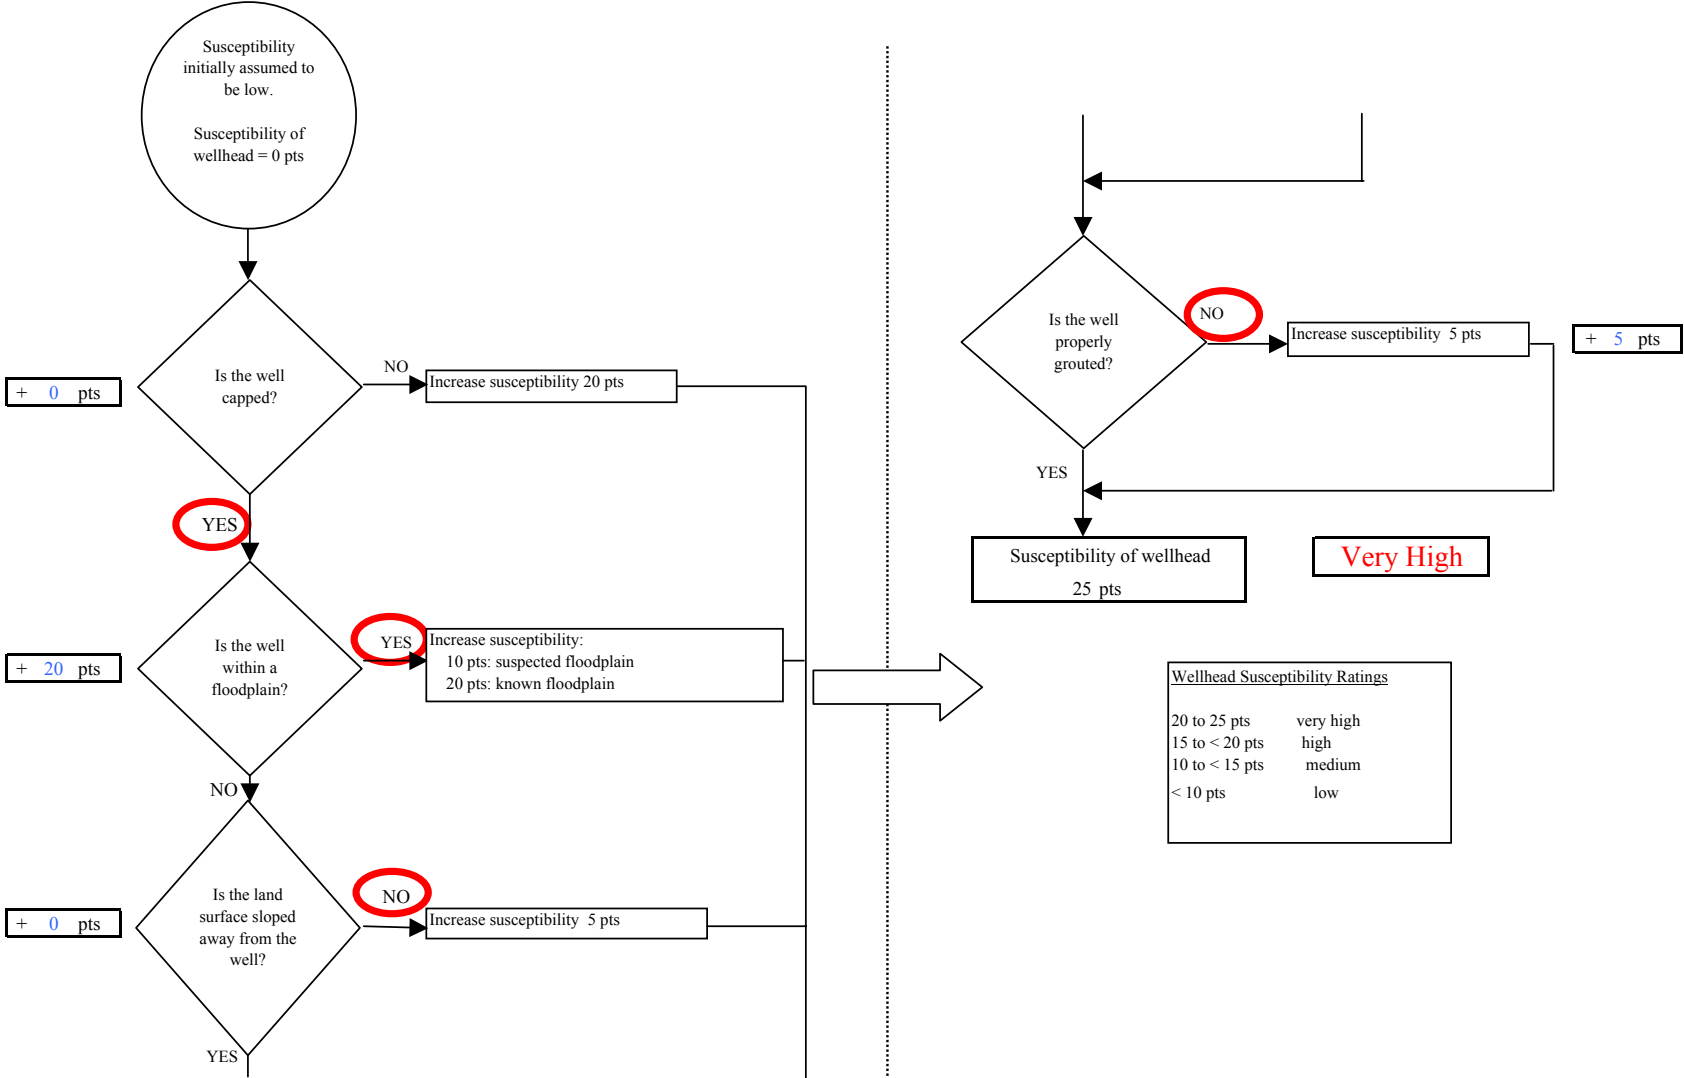 Susceptibility
initially assumed to
be low.
Susceptibility of
wellhead = 0 pts
Is the well
capped?
NO
Increase susceptibility 20 pts
+ 0 pts
YES
Is the well
within a
floodplain?
YES
Increase susceptibility:
10 pts: suspected floodplain
20 pts: known floodplain
+ 20 pts
NO
Is the land
surface sloped
away from the
well?
NO
Increase susceptibility 5 pts
+ 0 pts
YES
Is the well
properly
grouted?
NO
Increase susceptibility 5 pts
+ 5 pts
YES
Susceptibility of wellhead
25 pts
Very High
Wellhead Susceptibility Ratings
20 to 25 pts very high
15 to < 20 pts high
10 to < 15 pts medium
< 10 pts low